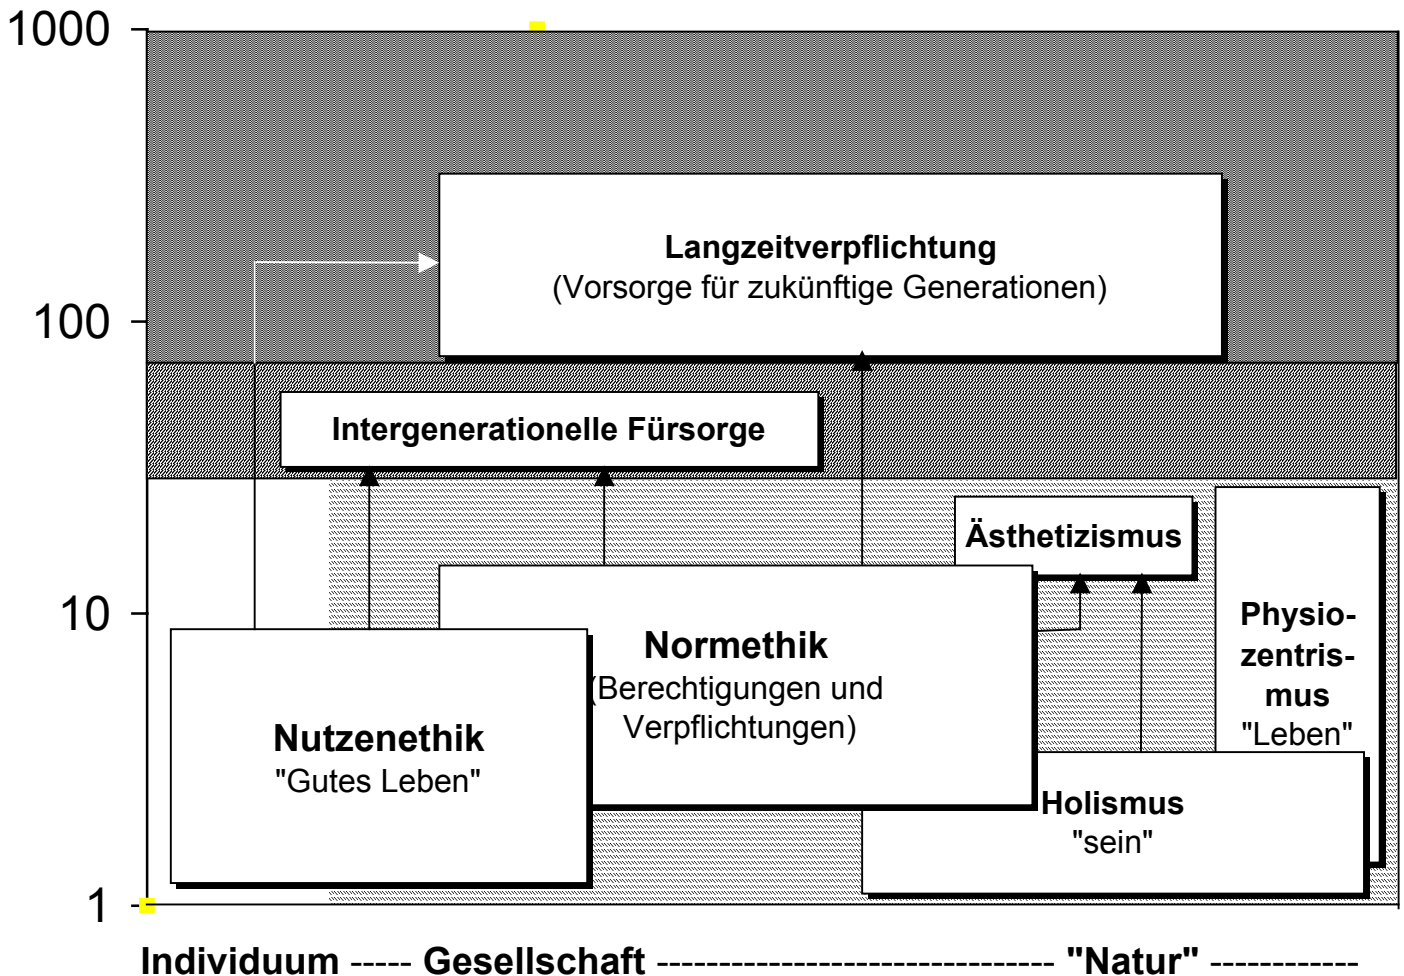 1000
Langzeitverpflichtung
(Vorsorge für zukünftige Generationen)
100
Intergenerationelle Fürsorge
Ästhetizismus
10
Physio-
zentris-
mus
"Leben"
Normethik
(Berechtigungen und
Verpflichtungen)
Nutzenethik
"Gutes Leben"
Holismus
"sein"
1
Individuum ----- Gesellschaft ------------------------------ "Natur" ------------